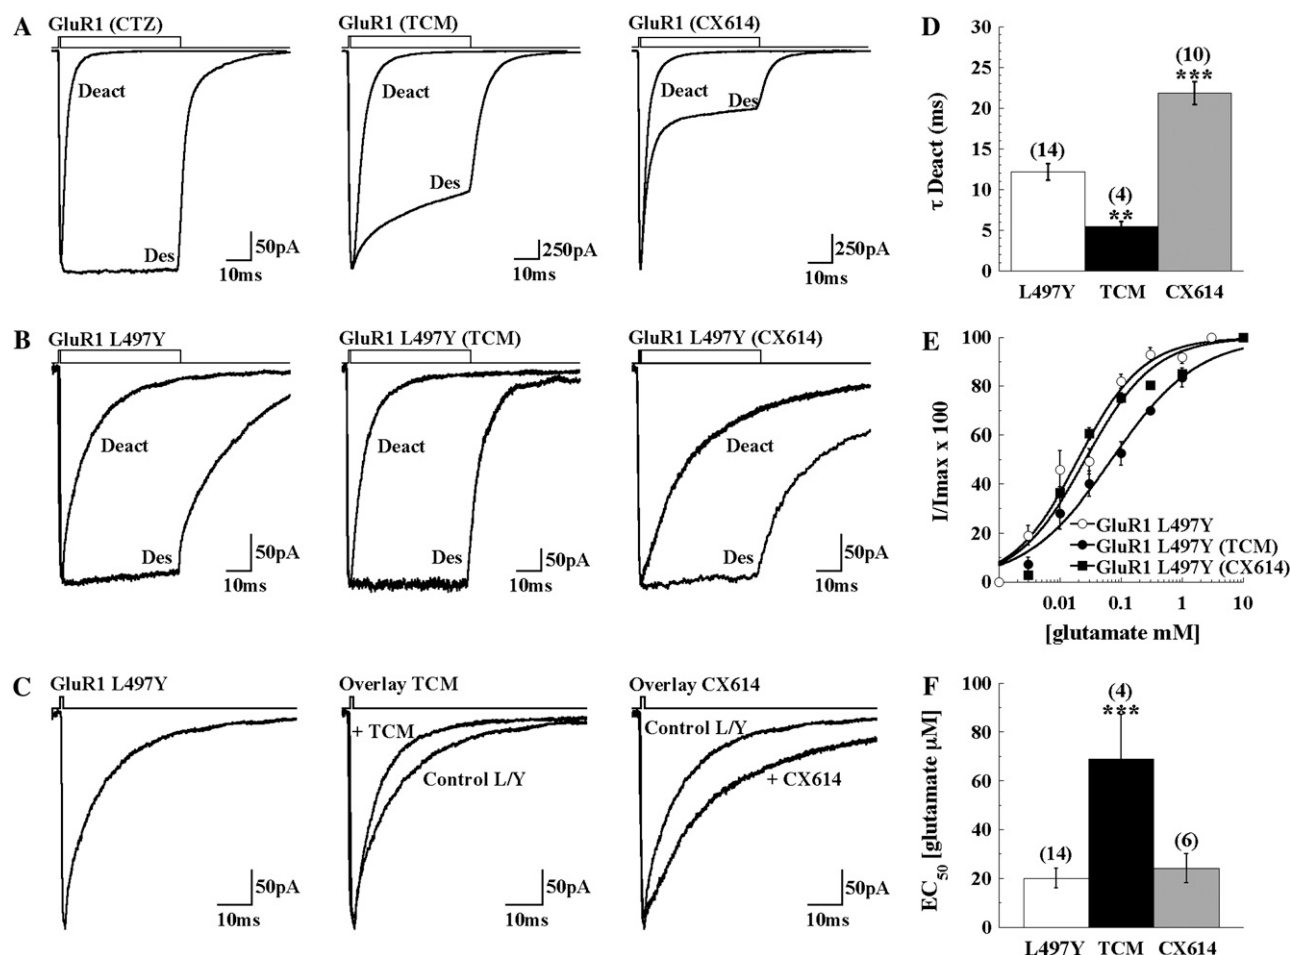 A
GluR1 (CTZ)
Deact
Des
50pA
10ms
GluR1 (TCM)
Deact
Des
250pA
10ms
GluR1 (CX614)
Deact
Des
250pA
10ms
B
GluR1 L497Y
Deact
Des
50pA
10ms
GluR1 L497Y (TCM)
Deact
Des
50pA
10ms
GluR1 L497Y (CX614)
Deact
Des
50pA
10ms
C
GluR1 L497Y
50pA
10ms
Overlay TCM
+ TCM
Control L/Y
50pA
10ms
Overlay CX614
Control L/Y
+ CX614
50pA
10ms
D
τ Deact (ms)
30
25
20
15
10
5
0
(14)
(4)
**
(10)
***
L497Y TCM CX614
E
I/Imax x 100
100
80
60
40
20
0
GluR1 L497Y
GluR1 L497Y (TCM)
GluR1 L497Y (CX614)
0.01 0.1 1 10
[glutamate mM]
F
EC50 [glutamate μM]
100
80
60
40
20
0
(14)
(4)
***
(6)
L497Y TCM CX614